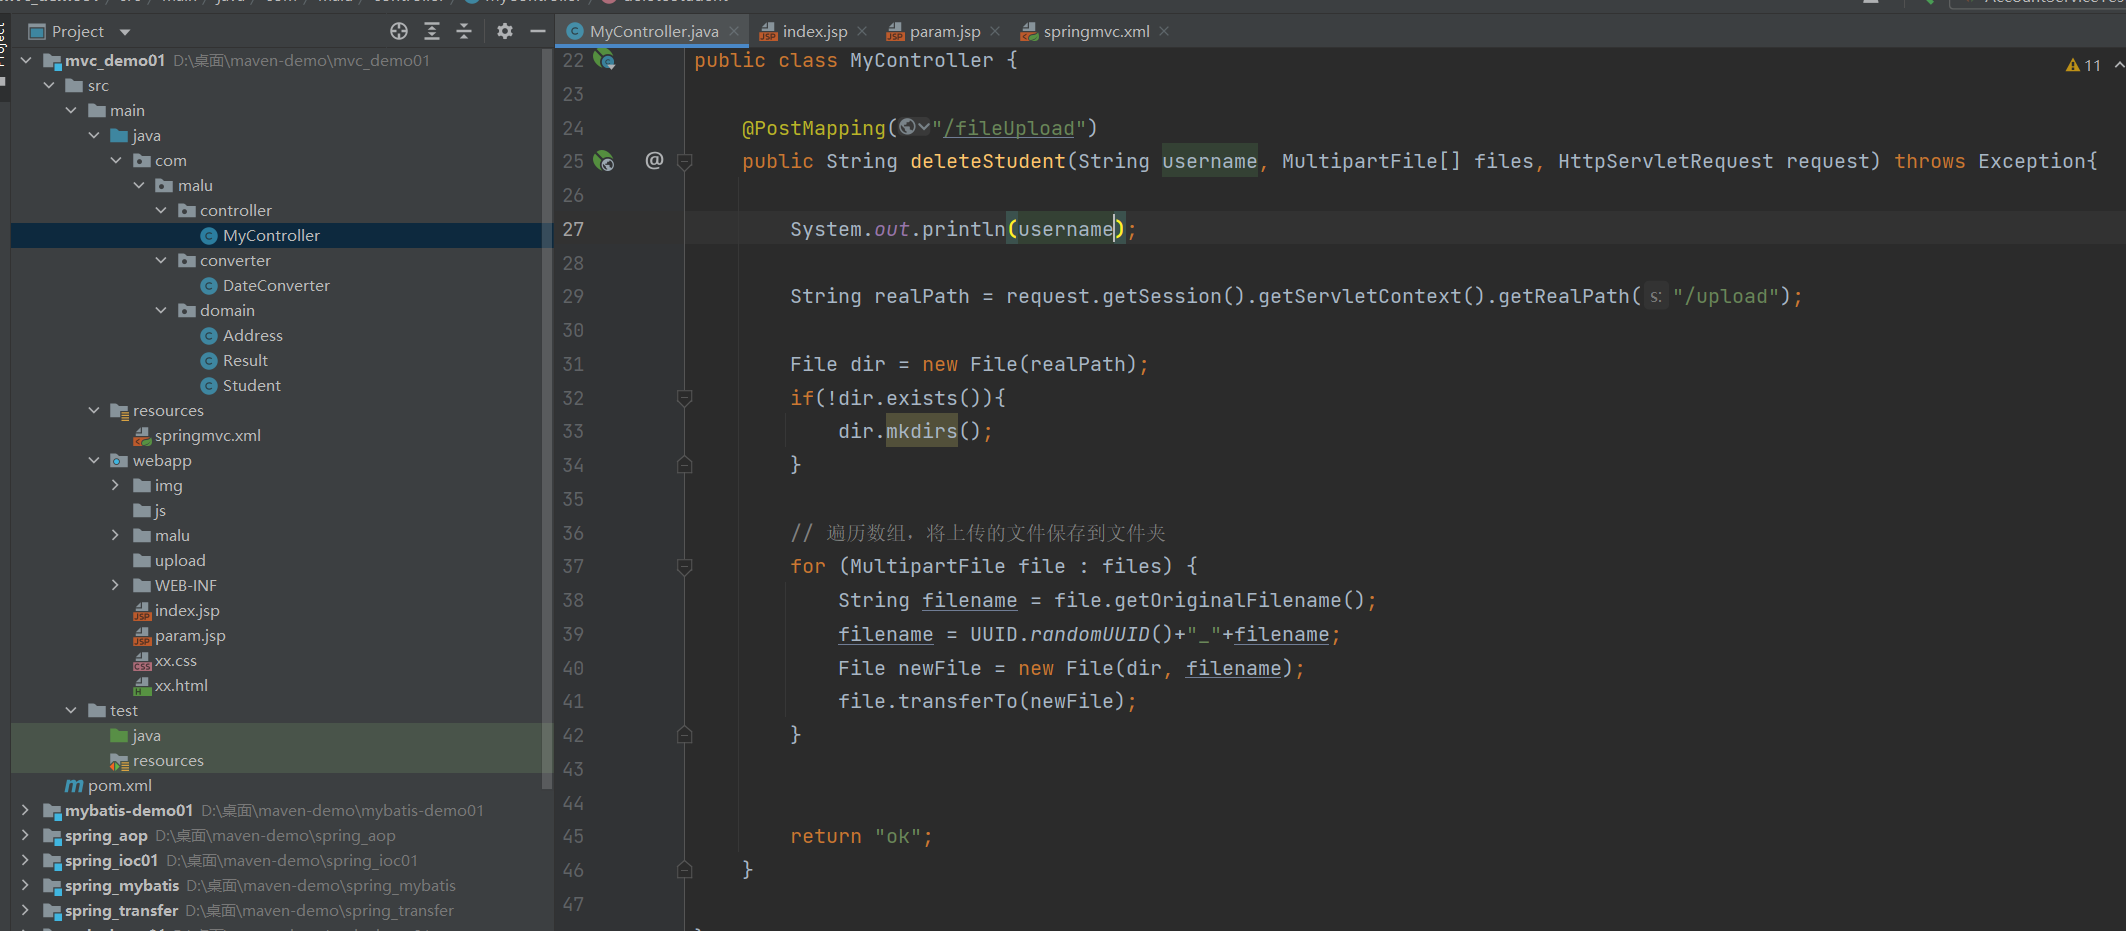 Project
MyController.java
index.jsp
param.jsp
springmvc.xml
mvc_demo01 D:\桌面\maven-demo\mvc_demo01
src
main
java
com
malu
controller
MyController
converter
DateConverter
domain
Address
Result
Student
resources
springmvc.xml
webapp
img
js
malu
upload
WEB-INF
index.jsp
param.jsp
xx.css
xx.html
test
java
resources
pom.xml
mybatis-demo01 D:\桌面\maven-demo\mybatis-demo01
spring_aop D:\桌面\maven-demo\spring_aop
spring_ioc01 D:\桌面\maven-demo\spring_ioc01
spring_mybatis D:\桌面\maven-demo\spring_mybatis
spring_transfer D:\桌面\maven-demo\spring_transfer
11
22 public class MyController {
23
24 @PostMapping("/fileUpload")
25 @ public String deleteStudent(String username, MultipartFile[] files, HttpServletRequest request) throws Exception{
26
27 System.out.println(username);
28
29 String realPath = request.getSession().getServletContext().getRealPath( s: "/upload");
30
31 File dir = new File(realPath);
32 if(!dir.exists()){
33 dir.mkdirs();
34 }
35
36 // 遍历数组，将上传的文件保存到文件夹
37 for (MultipartFile file : files) {
38 String filename = file.getOriginalFilename();
39 filename = UUID.randomUUID()+"_"+filename;
40 File newFile = new File(dir, filename);
41 file.transferTo(newFile);
42 }
43
44
45 return "ok";
46 }
47